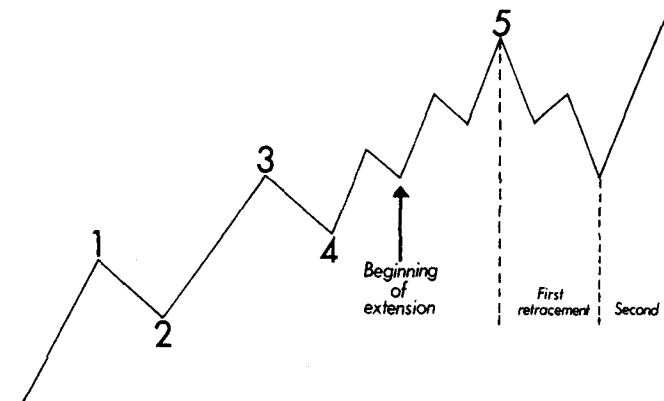 5
3
1
4
2
Beginning
of
extension
First
retracement
Second